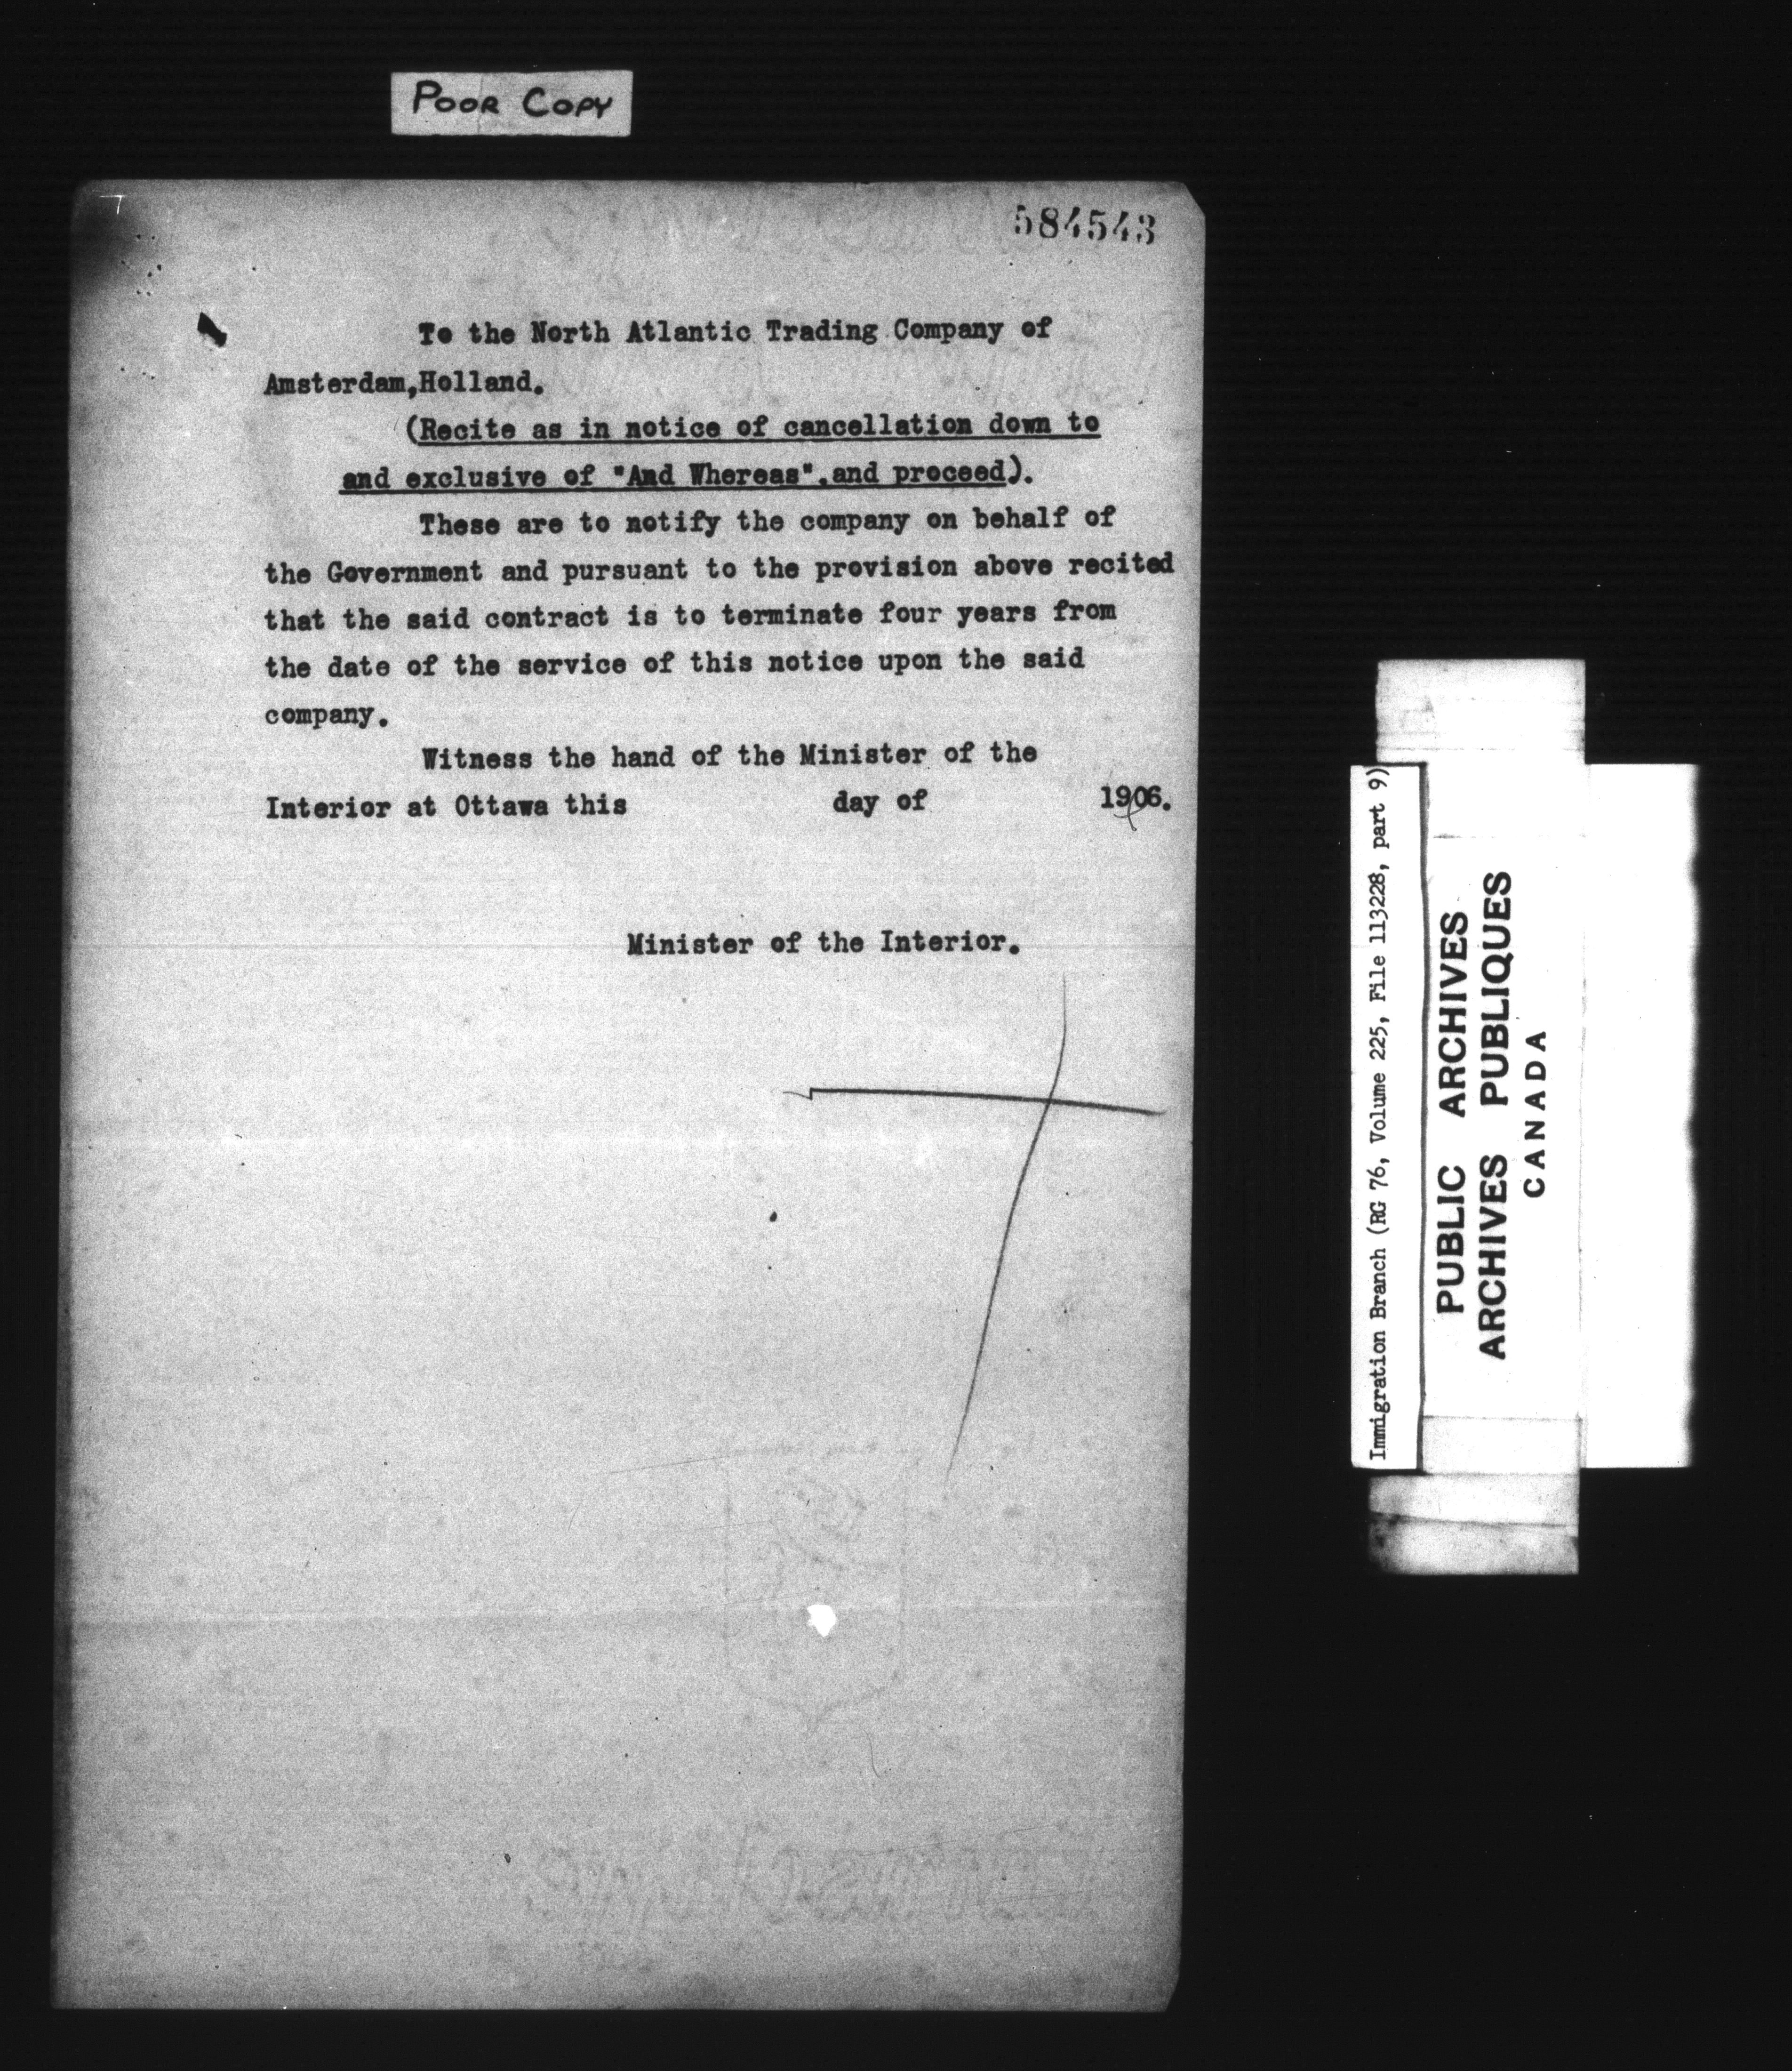 POOR COPY
584543
To the North Atlantic Trading Company of
Amsterdam,Holland.
(Recite as in notice of cancellation down to
and exclusive of "And Whereas".and proceed).
These are to notify the company on behalf of
the Government and pursuant to the provision above recited
that the said contract is to terminate four years from
the date of the service of this notice upon the said
company.
Witness the hand of the Minister of the
Interior at Ottawa this day of 1906.
Minister of the Interior.
Immigration Branch (RG 76, Volume 225, File 113228, part 9)
PUBLIC ARCHIVES
ARCHIVES PUBLIQUES
CANADA